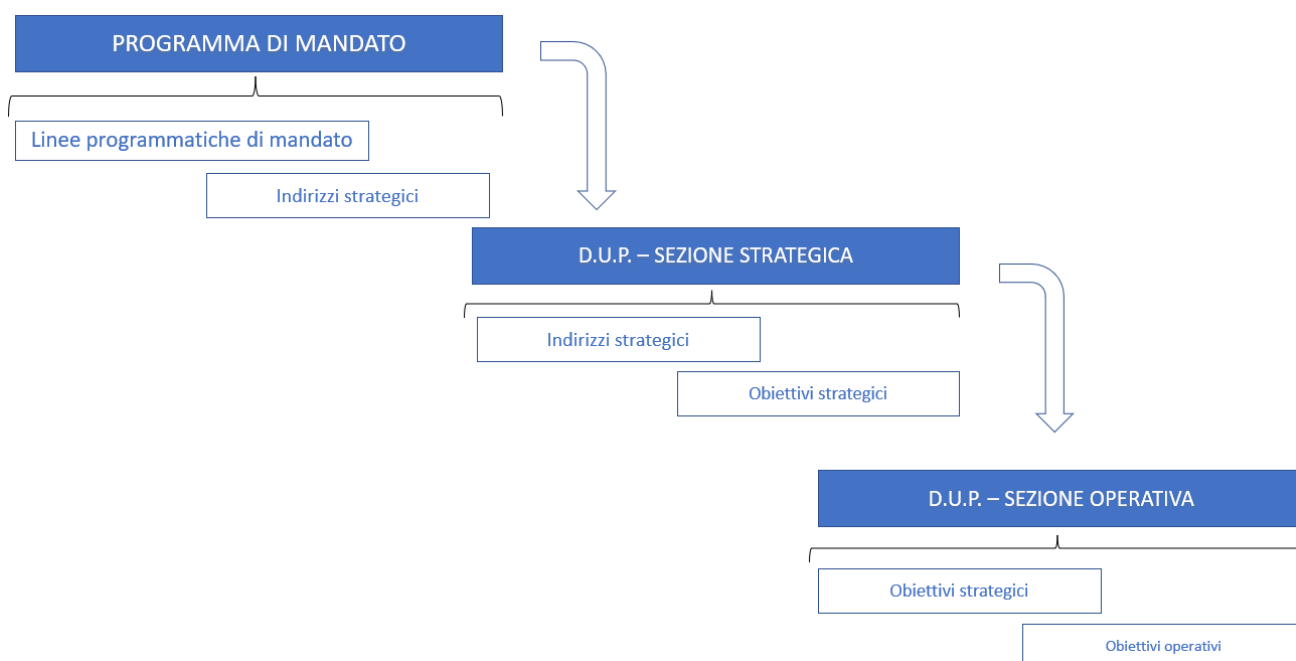 PROGRAMMA DI MANDATO
Linee programmatiche di mandato
Indirizzi strategici
D.U.P. – SEZIONE STRATEGICA
Indirizzi strategici
Obiettivi strategici
D.U.P. – SEZIONE OPERATIVA
Obiettivi strategici
Obiettivi operativi